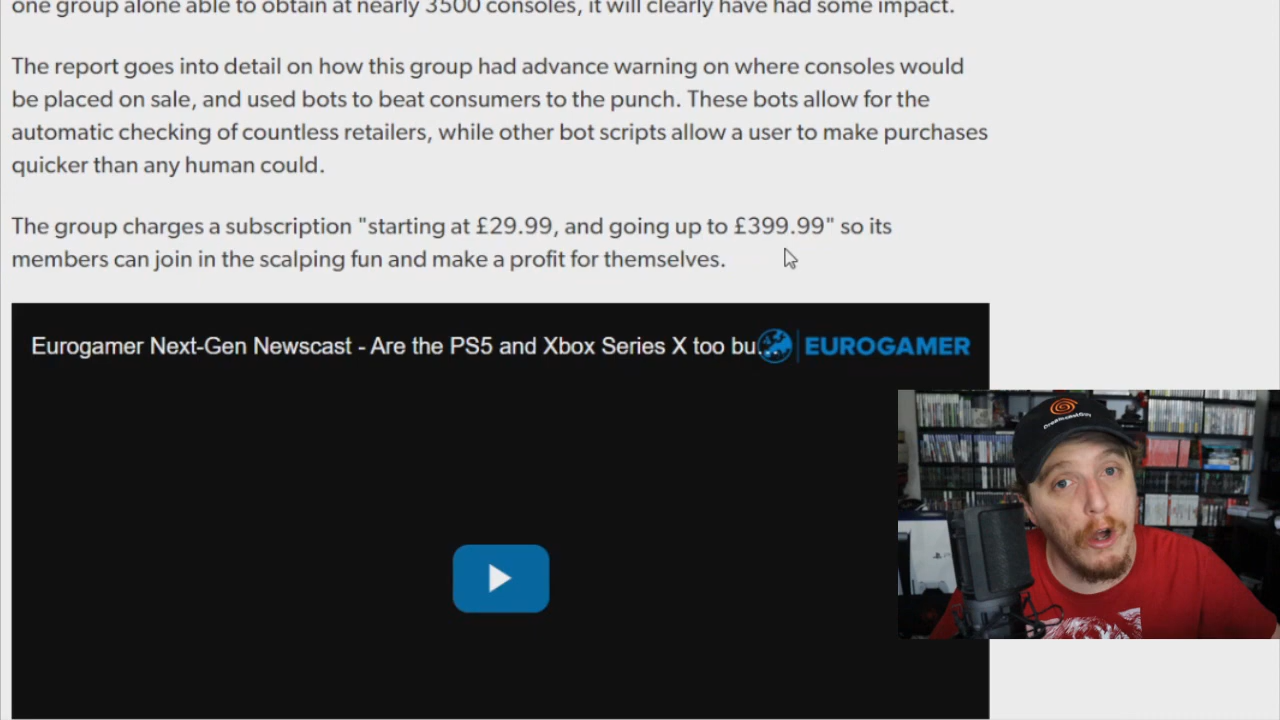 one group alone able to obtain at nearly 3500 consoles, it will clearly have had some impact.
The report goes into detail on how this group had advance warning on where consoles would
be placed on sale, and used bots to beat consumers to the punch. These bots allow for the
automatic checking of countless retailers, while other bot scripts allow a user to make purchases
quicker than any human could.
The group charges a subscription "starting at £29.99, and going up to £399.99" so its
members can join in the scalping fun and make a profit for themselves.
Eurogamer Next-Gen Newscast - Are the PS5 and Xbox Series X too bu...
EUROGAMER